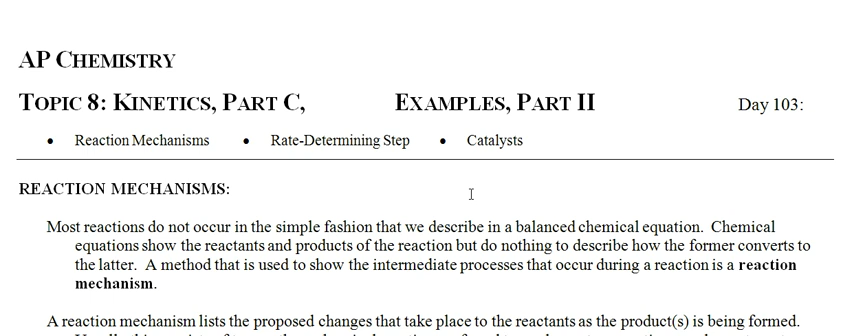 AP CHEMISTRY
TOPIC 8: KINETICS, PART C, EXAMPLES, PART II Day 103:
• Reaction Mechanisms • Rate-Determining Step • Catalysts
REACTION MECHANISMS:
Most reactions do not occur in the simple fashion that we describe in a balanced chemical equation. Chemical
equations show the reactants and products of the reaction but do nothing to describe how the former converts to
the latter. A method that is used to show the intermediate processes that occur during a reaction is a reaction
mechanism.
A reaction mechanism lists the proposed changes that take place to the reactants as the product(s) is being formed.